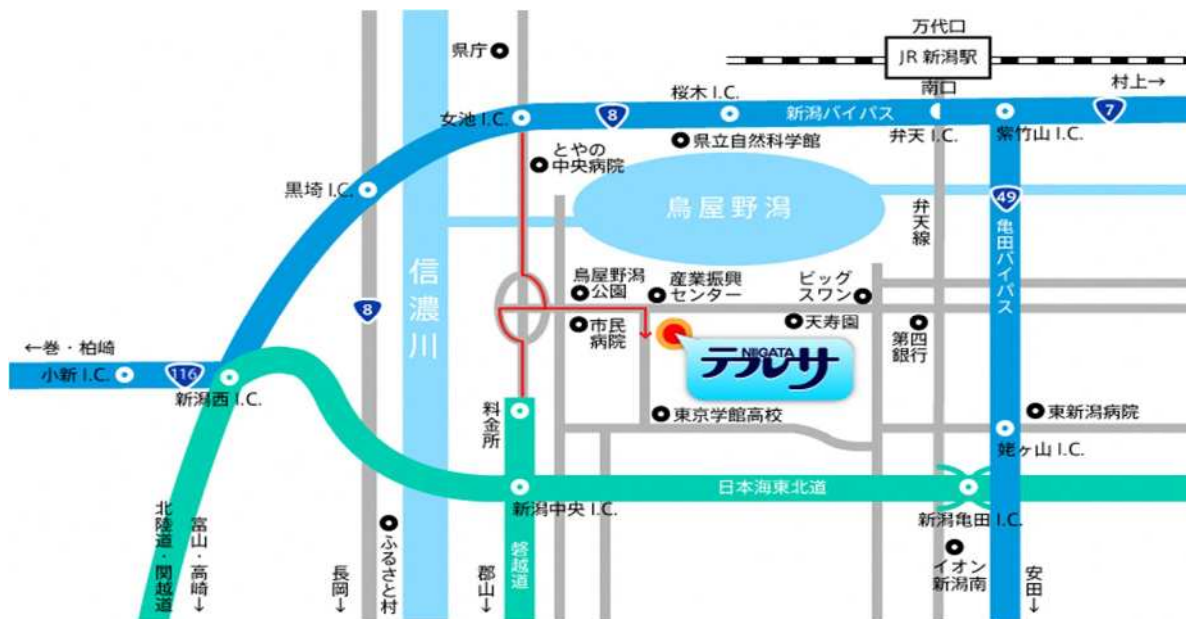 万代口
JR 新潟駅
南口
村上→
県庁
女池 I.C.
8
桜木 I.C.
新潟バイパス
弁天 I.C.
紫竹山 I.C.
7
県立自然科学館
とやの
中央病院
黒埼 I.C.
鳥屋野潟
弁天線
49
亀田バイパス
信濃川
8
鳥屋野潟
公園
産業振興
センター
ビッグ
スワン
市民
病院
天寿園
第四
銀行
NIIGATA
テルサ
←巻・柏崎
小新 I.C.
116
新潟西 I.C.
料金所
東京学館高校
東新潟病院
姥ヶ山 I.C.
日本海東北道
新潟中央 I.C.
新潟亀田 I.C.
北陸道・関越道
富山・高崎↓
長岡↓
ふるさと村
郡山↓
磐越道
イオン
新潟南
安田↓